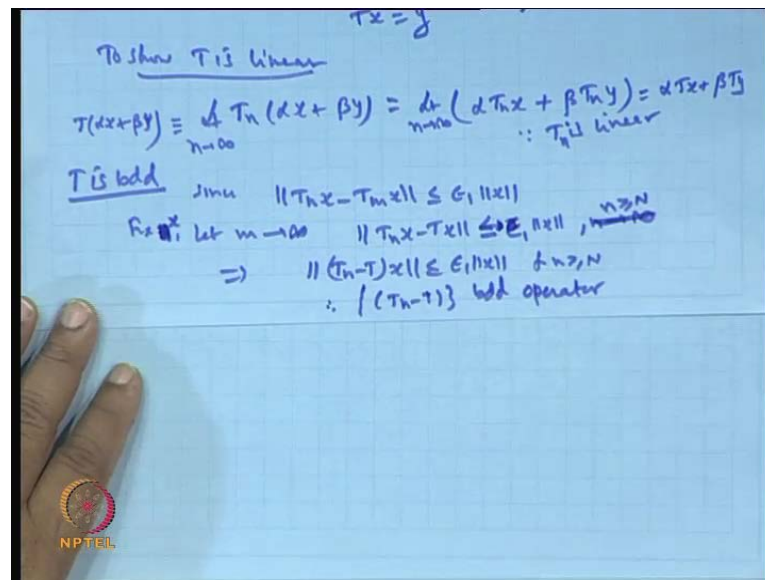 Tx = y
To show T is linear
T(αx+βy) ≡ lt n→∞ Tn (αx + βy) = lt n→∞ (αTnx + βTny) = αTx + βTy
∵ Tn is linear
T is bdd since ||Tnx - Tmx|| ≤ ε₁ ||x||
Fix x, Let m → ∞ ||Tnx - Tx|| ≤ ε₁ ||x||, n ≥ N
⇒ ||(Tn - T)x|| ≤ ε₁ ||x|| for n ≥ N
∴ {(Tn - T)} bdd operator
NPTEL